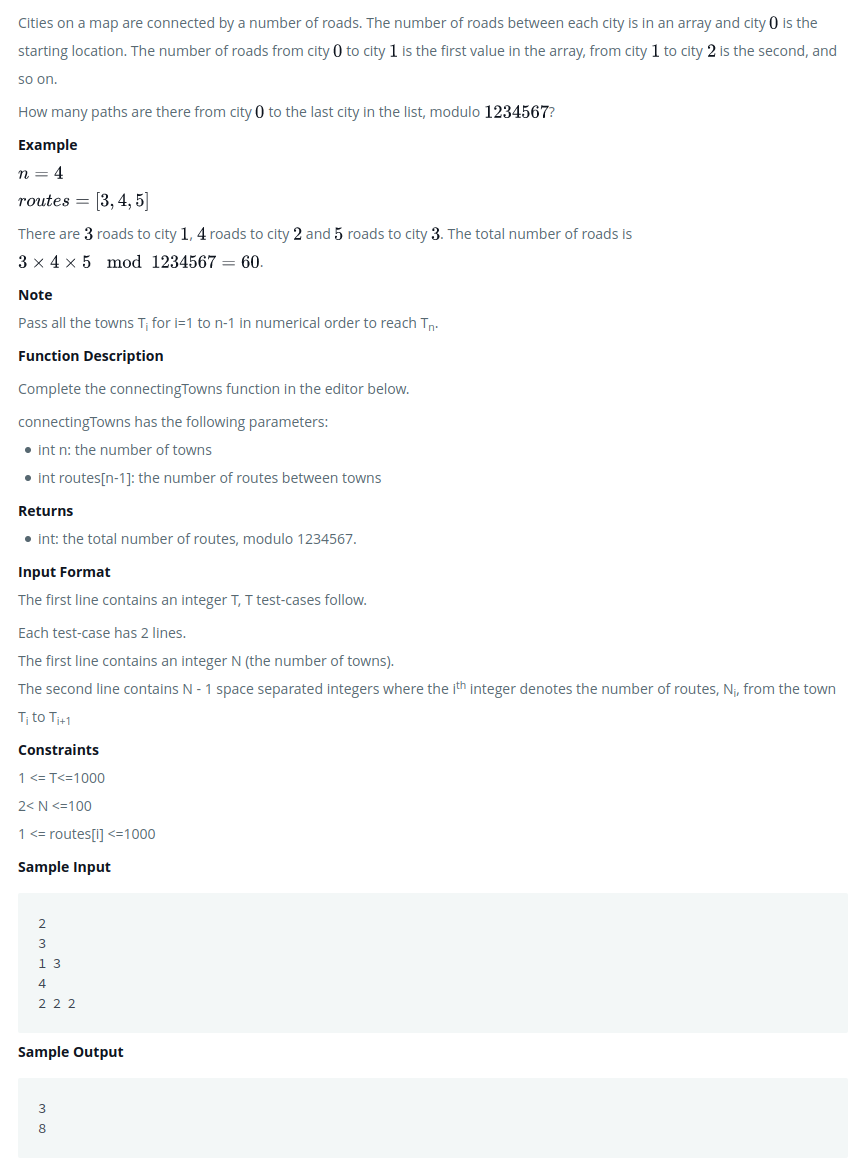 Cities on a map are connected by a number of roads. The number of roads between each city is in an array and city 0 is the
starting location. The number of roads from city 0 to city 1 is the first value in the array, from city 1 to city 2 is the second, and
so on.
How many paths are there from city 0 to the last city in the list, modulo 1234567?
Example
n = 4
routes = [3, 4, 5]
There are 3 roads to city 1, 4 roads to city 2 and 5 roads to city 3. The total number of roads is
3 × 4 × 5 mod 1234567 = 60.
Note
Pass all the towns Ti for i=1 to n-1 in numerical order to reach Tn.
Function Description
Complete the connectingTowns function in the editor below.
connectingTowns has the following parameters:
• int n: the number of towns
• int routes[n-1]: the number of routes between towns
Returns
• int: the total number of routes, modulo 1234567.
Input Format
The first line contains an integer T, T test-cases follow.
Each test-case has 2 lines.
The first line contains an integer N (the number of towns).
The second line contains N - 1 space separated integers where the ith integer denotes the number of routes, Ni, from the town
Ti to Ti+1
Constraints
1 <= T<=1000
2< N <=100
1 <= routes[i] <=1000
Sample Input
2
3
1 3
4
2 2 2
Sample Output
3
8